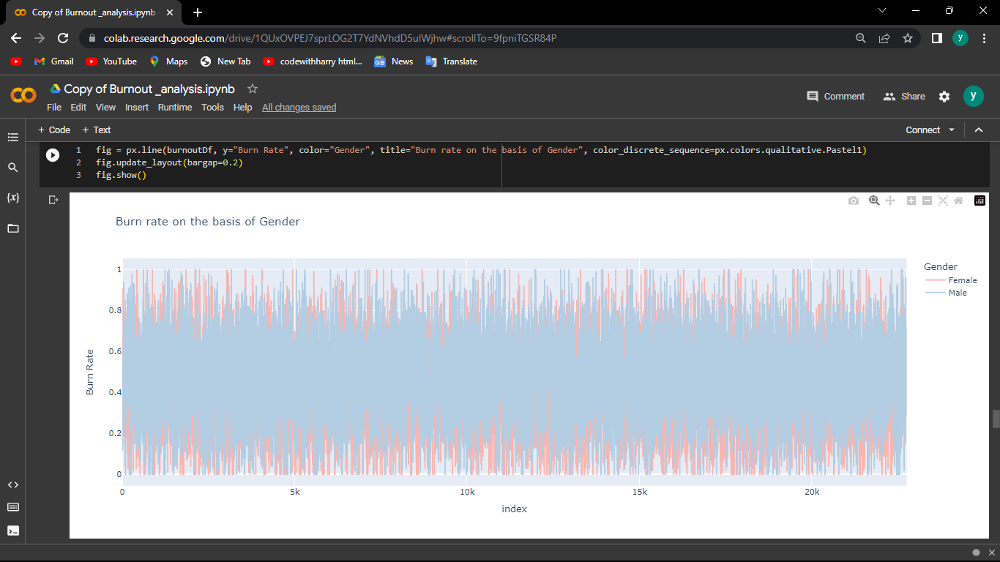 Copy of Burnout _analysis.ipynb
colab.research.google.com/drive/1QUxOVPEJ7sprLOG2T7YdNVhdD5ulWjhw#scrollTo=9fpniTGSR84P
y
Gmail YouTube Maps New Tab codewithharry html... GE News Translate
Copy of Burnout _analysis.ipynb
Comment Share y
File Edit View Insert Runtime Tools Help All changes saved
+ Code + Text Connect
1 fig = px.line(burnoutDf, y="Burn Rate", color="Gender", title="Burn rate on the basis of Gender", color_discrete_sequence=px.colors.qualitative.Pastel1)
2 fig.update_layout(bargap=0.2)
3 fig.show()
{x}
Burn rate on the basis of Gender
Gender
Female
Male
1
0.8
0.6
0.4
0.2
0
Burn Rate
0 5k 10k 15k 20k
index